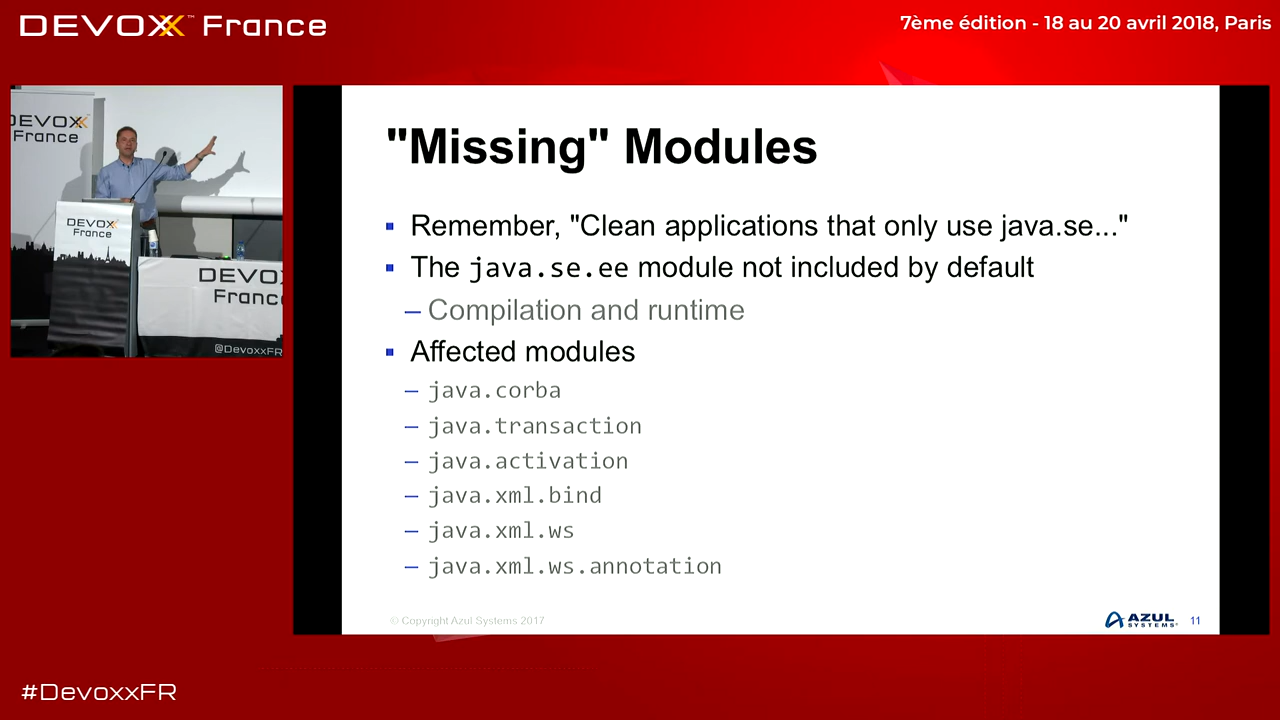 DEVOXX™ France
7ème édition - 18 au 20 avril 2018, Paris
DEVOXX
France
DEVOXX
France
DEVOXX
France
@DevoxxFR
"Missing" Modules
▪ Remember, "Clean applications that only use java.se..."
▪ The java.se.ee module not included by default
– Compilation and runtime
▪ Affected modules
– java.corba
– java.transaction
– java.activation
– java.xml.bind
– java.xml.ws
– java.xml.ws.annotation
© Copyright Azul Systems 2017
AZUL
SYSTEMS
11
#DevoxxFR